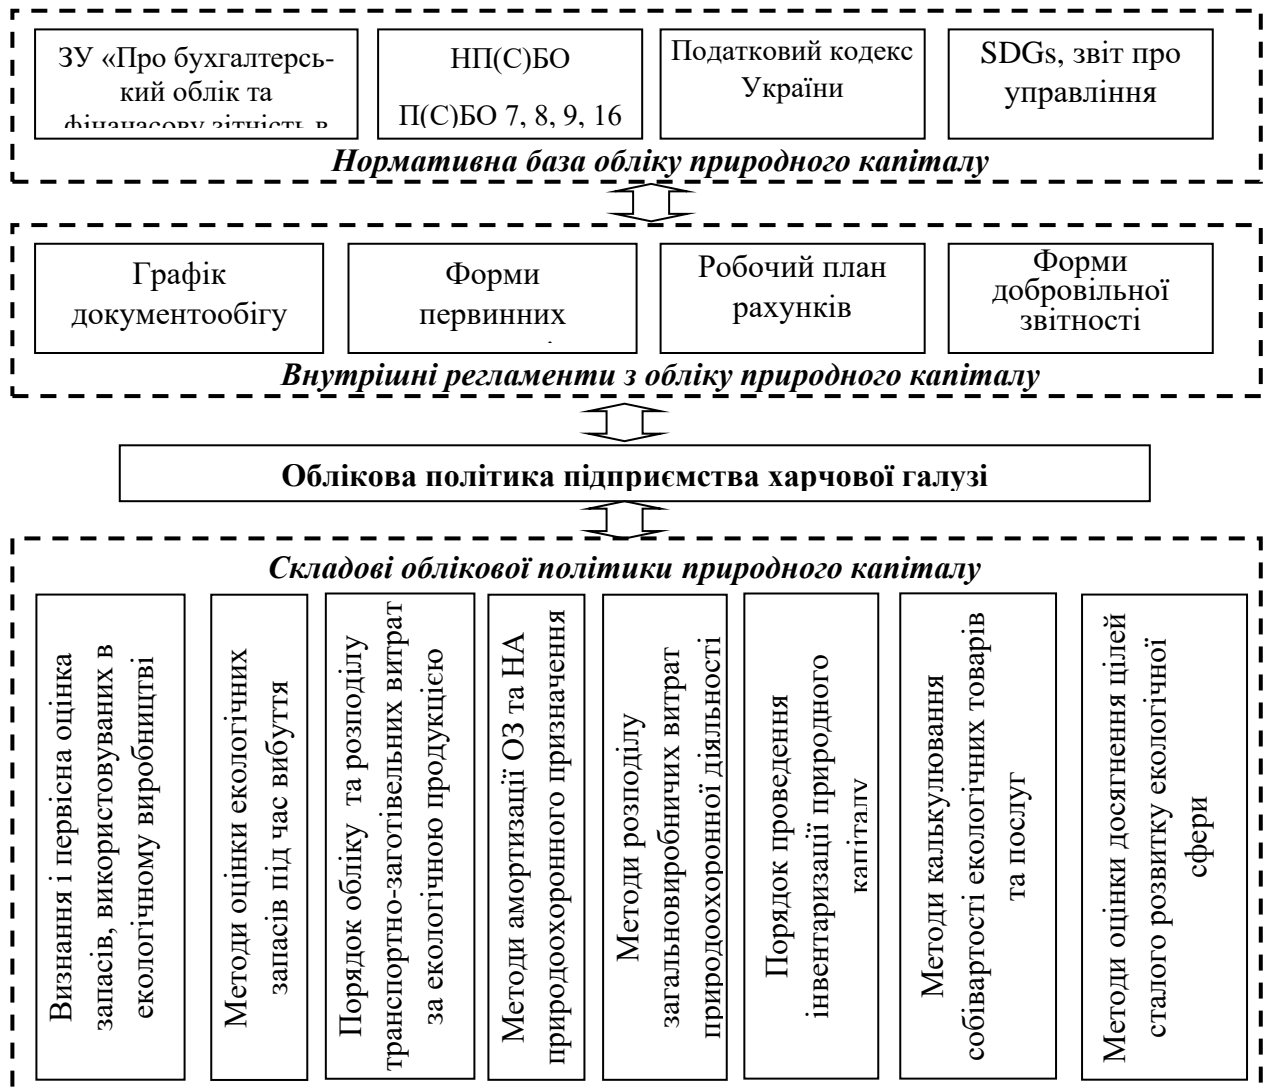 ЗУ «Про бухгалтерсь-
кий облік та
фінанасову зітність в
НП(С)БО
П(С)БО 7, 8, 9, 16
Податковий кодекс
України
SDGs, звіт про
управління
Нормативна база обліку природного капіталу
Графік
документообігу
Форми
первинних
Робочий план
рахунків
Форми
добровільної
звітності
Внутрішні регламенти з обліку природного капіталу
Облікова політика підприємства харчової галузі
Складові облікової політики природного капіталу
Визнання і первісна оцінка
запасів, використовуваних в
екологічному виробництві
Методи оцінки екологічних
запасів під час вибуття
Порядок обліку та розподілу
транспортно-заготівельних витрат
за екологічною продукцією
Методи амортизації ОЗ та НА
природоохоронного призначення
Методи розподілу
загальновиробничих витрат
природоохоронної діяльності
Порядок проведення
інвентаризації природного
капіталу
Методи калькулювання
собівартості екологічних товарів
та послуг
Методи оцінки досягнення цілей
сталого розвитку екологічної
сфери